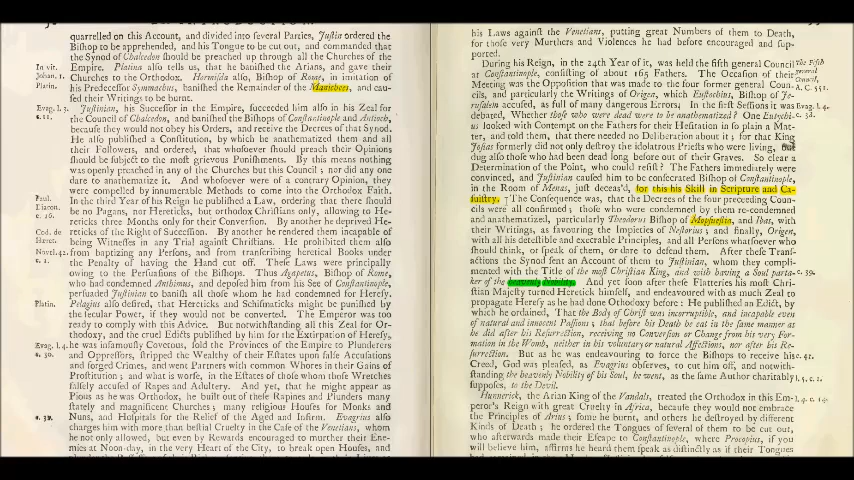 quarrelled on this Account, and divided into several Parties, Justin ordered the
Bishop to be apprehended, and his Tongue to be cut out, and commanded that
the Synod of Chalcedon should be preached up through all the Churches of the
In vit. Empire. Platina also tells us, that he banished the Arians, and gave their
Johan. 1. Churches to the Orthodox. Hormisda also, Bishop of Rome, in imitation of
Platin. his Predecessor Symmachus, banished the Remainder of the Manichees, and cau-
sed their Writings to be burnt.
Evag. l. 3. Justinian, his Successor in the Empire, succeeded him also in his Zeal for
c. 11. the Council of Chalcedon, and banished the Bishops of Constantinople and Antioch,
because they would not obey his Orders, and receive the Decrees of that Synod.
He also published a Constitution, by which he anathematized them and all
their Followers, and ordered, that whosoever should preach their Opinions
should be subject to the most grievous Punishments. By this means nothing
was openly preached in any of the Churches but this Council; nor did any one
dare to anathematize it. And whosoever were of a contrary Opinion, they
were compelled by innumerable Methods to come into the Orthodox Faith.
Paul. In the third Year of his Reign he published a Law, ordering that there should
Diacon. be no Pagans, nor Hereticks, but orthodox Christians only, allowing to He-
c. 16. reticks three Months only for their Conversion. By another he deprived He-
Cod. de reticks of the Right of Succession. By another he rendered them incapable of
Heret. being Witnesses in any Trial against Christians. He prohibited them also
Novel. 42. from baptizing any Persons, and from transcribing heretical Books under
c. 1. the Penalty of having the Hand cut off. These Laws were principally
owing to the Persuasions of the Bishops. Thus Agapetus, Bishop of Rome,
who had condemned Anthimus, and deposed him from his See of Constantinople,
persuaded Justinian to banish all those whom he had condemned for Heresy.
Platin. Pelagius also desired, that Hereticks and Schismaticks might be punished by
the secular Power, if they would not be converted. The Emperor was too
ready to comply with this Advice. But notwithstanding all this Zeal for Or-
thodoxy, and the cruel Edicts published by him for the Extirpation of Heresy,
Evag. l. 4. he was infamously Covetous, sold the Provinces of the Empire to Plunderers
c. 30. and Oppressors, stripped the Wealthy of their Estates upon false Accusations
and forged Crimes, and went Partners with common Whores in their Gains of
Prostitution; and what is worse, in the Estates of those whom those Wretches
falsely accused of Rapes and Adultery. And yet, that he might appear as
Pious as he was Orthodox, he built out of these Rapines and Plunders many
stately and magnificent Churches; many religious Houses for Monks and
Nuns, and Hospitals for the Relief of the Aged and Infirm. Evagrius also
c. 32. charges him with more than bestial Cruelty in the Case of the Venetians, whom
he not only allowed, but even by Rewards encouraged to murther their Ene-
mies at Noon-day, in the very Heart of the City, to break open Houses, and
his Laws against the Venetians, putting great Numbers of them to Death,
for those very Murthers and Violences he had before encouraged and sup-
ported.
During his Reign, in the 24th Year of it, was held the fifth general Council The Fifth
at Constantinople, consisting of about 165 Fathers. The Occasion of their general
Meeting was the Opposition that was made to the four former general Coun- Council,
cils, and particularly the Writings of Origen, which Eustochius, Bishop of Je- A. C. 551.
rusalem accused, as full of many dangerous Errors; In the first Sessions it was Evag. l. 4.
debated, Whether those who were dead were to be anathematized? One Eutychi- c. 38.
us looked with Contempt on the Fathers for their Hesitation in so plain a Mat-
ter, and told them, that there needed no Deliberation about it; for that King
Josias formerly did not only destroy the idolatrous Priests who were living, but
dug also those who had been dead long before out of their Graves. So clear a
Determination of the Point, who could resist? The Fathers immediately were
convinced, and Justinian caused him to be consecrated Bishop of Constantinople,
in the Room of Menas, just deceas'd, for this his Skill in Scripture and Ca-
suistry. The Consequence was, that the Decrees of the four preceding Coun-
cils were all confirmed; those who were condemned by them re-condemned
and anathematized, particularly Theodorus Bishop of Mopsuestia, and Ibas, with
their Writings, as favouring the Impieties of Nestorius; and finally, Origen,
with all his detestible and execrable Principles, and all Persons whatsoever who
should think, or speak of them, or dare to defend them. After these Trans-
actions the Synod sent an Account of them to Justinian, whom they compli-
mented with the Title of the most Christian King, and with having a Soul parta- c. 39.
ker of the heavenly Nobility. And yet soon after these Flatteries his most Chri-
stian Majesty turned Heretick himself, and endeavoured with as much Zeal to
propagate Heresy as he had done Orthodoxy before: He published an Edict, by
which he ordained, That the Body of Christ was incorruptible, and incapable even
of natural and innocent Passions; that before his Death he eat in the same manner as
he did after his Resurrection, receiving no Conversion or Change from his very For-
mation in the Womb, neither in his voluntary or natural Affections, nor after his Re-
surrection. But as he was endeavouring to force the Bishops to receive his c. 41.
Creed, God was pleased, as Evagrius observes, to cut him off, and notwith-
standing the heavenly Nobility of his Soul, he went, as the same Author charitably l. 5. c. 1.
supposes, to the Devil.
Hunnerick, the Arian King of the Vandals, treated the Orthodox in this Em- l. 4. c. 14.
peror's Reign with great Cruelty in Africa, because they would not embrace
the Principles of Arius; some he burnt, and others he destroyed by different
Kinds of Death; he ordered the Tongues of several of them to be cut out,
who afterwards made their Escape to Constantinople, where Procopius, if you
will believe him, affirms he heard them speak as distinctly as if their Tongues